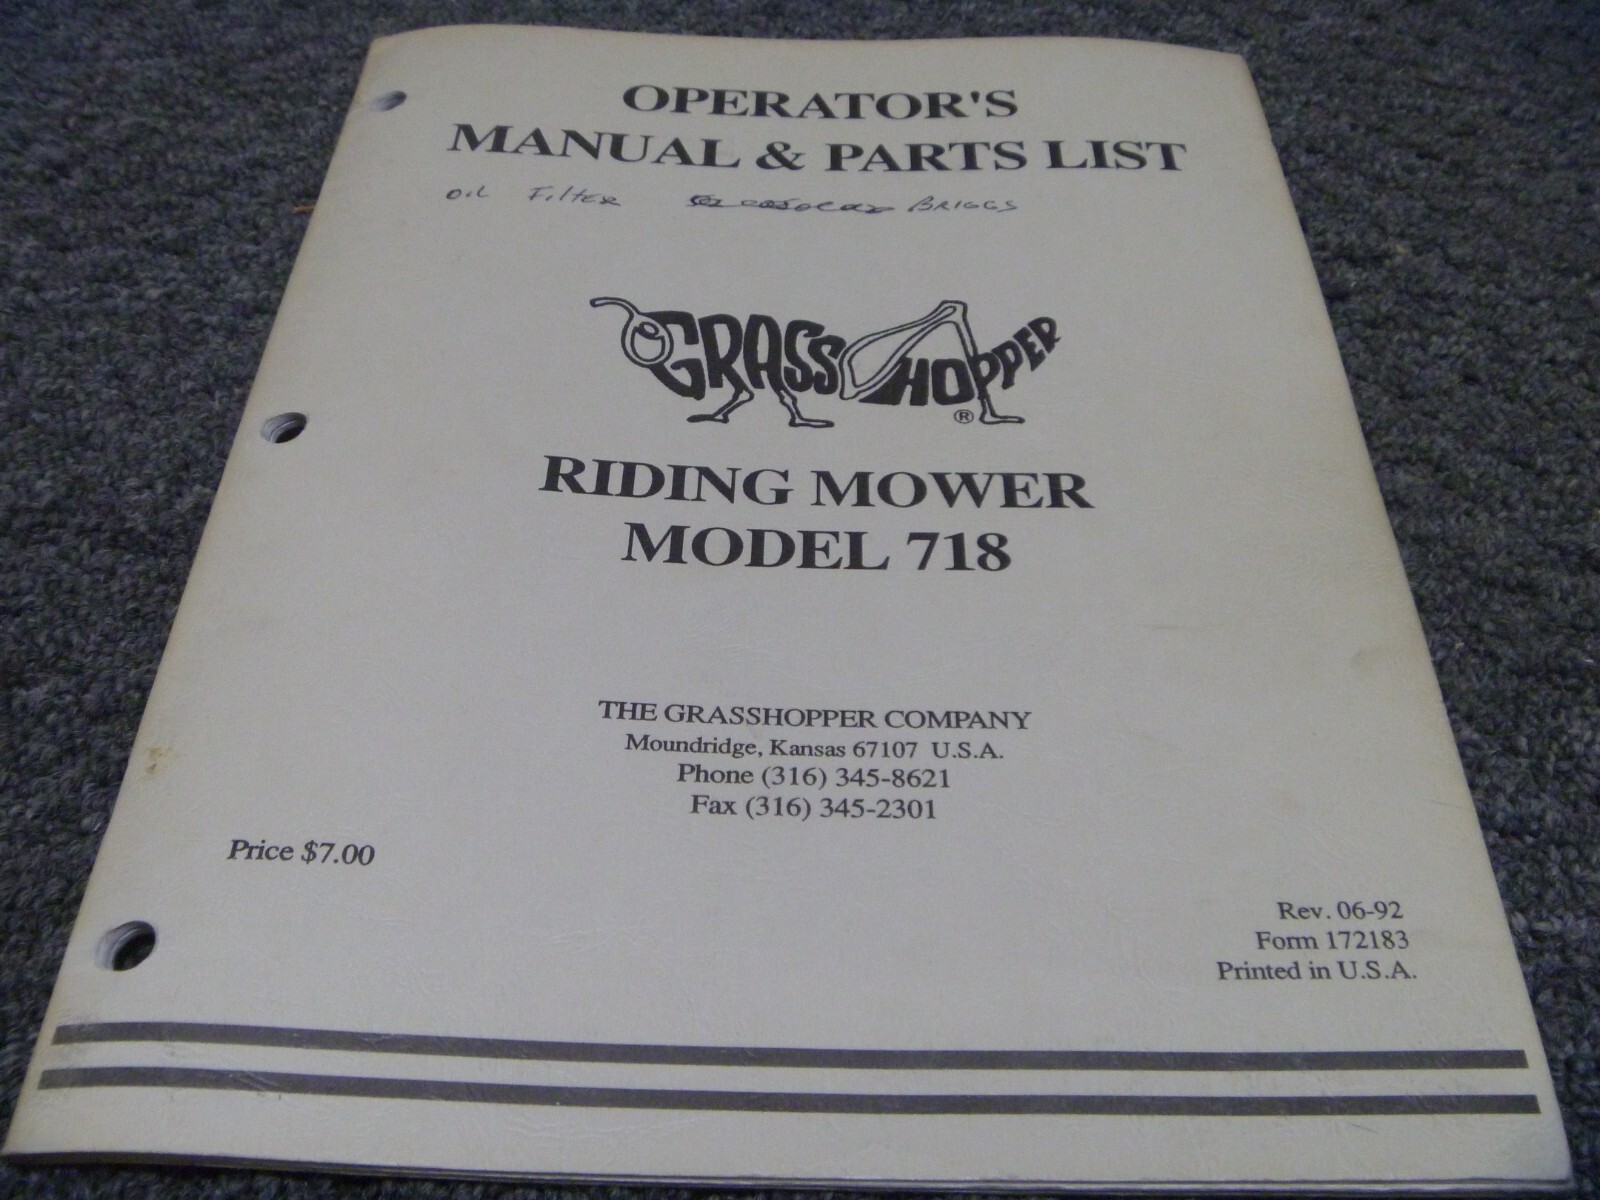 OPERATOR'S
MANUAL & PARTS LIST
OIL FILTER BRIGGS
GRASSHOPPER ®
RIDING MOWER
MODEL 718
THE GRASSHOPPER COMPANY
Moundridge, Kansas 67107 U.S.A.
Phone (316) 345-8621
Fax (316) 345-2301
Price $7.00
Rev. 06-92
Form 172183
Printed in U.S.A.